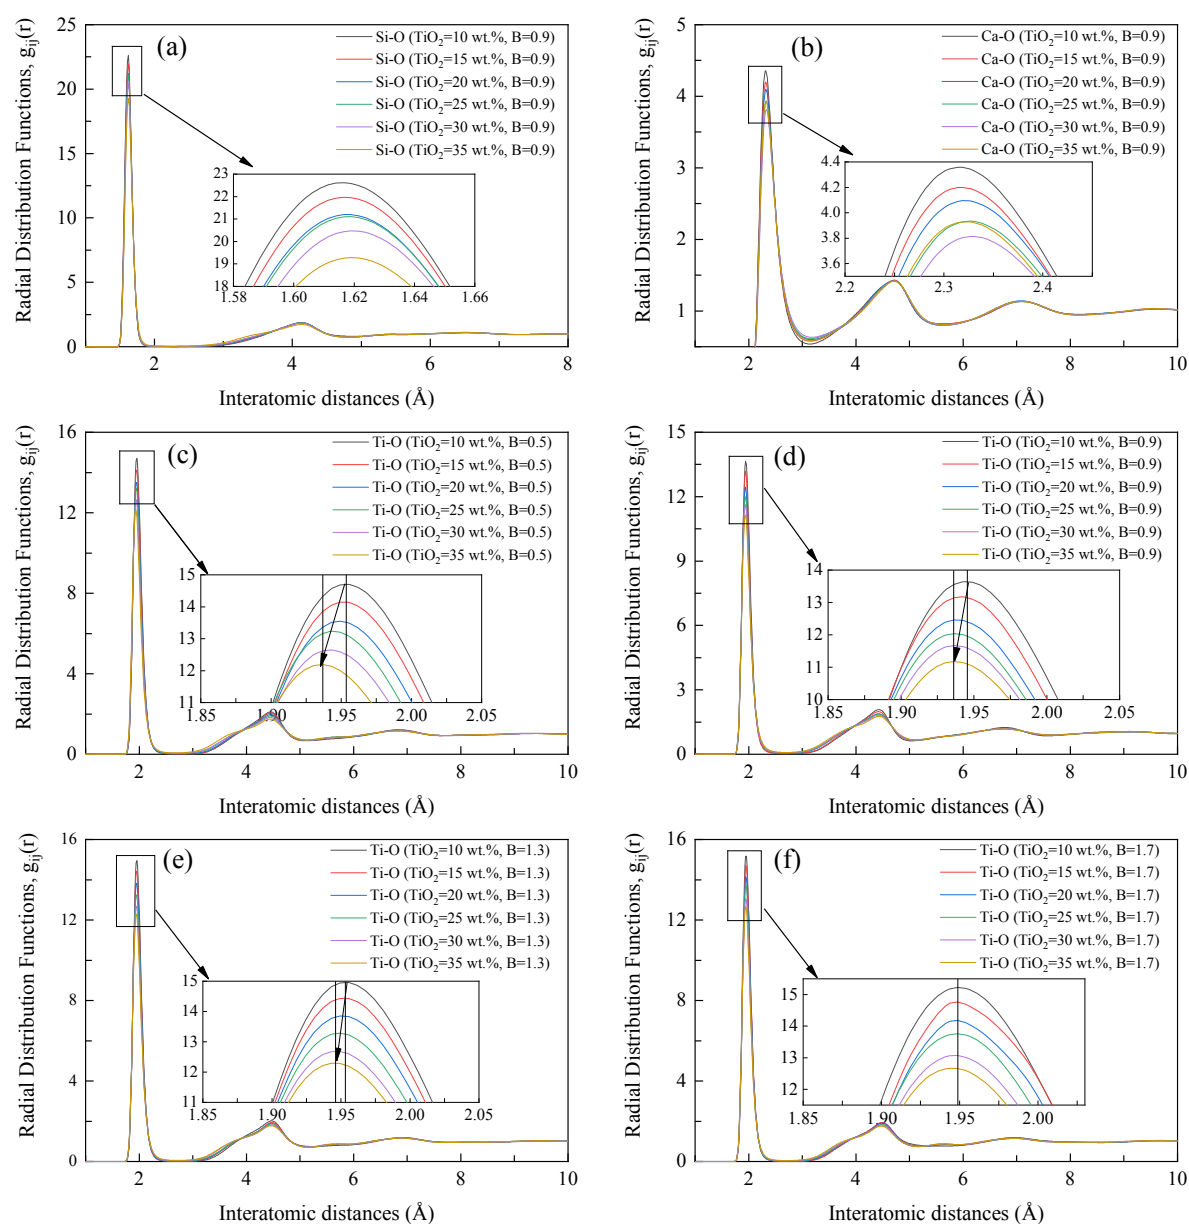 (a)
Si-O (TiO₂=10 wt.%, B=0.9)
Si-O (TiO₂=15 wt.%, B=0.9)
Si-O (TiO₂=20 wt.%, B=0.9)
Si-O (TiO₂=25 wt.%, B=0.9)
Si-O (TiO₂=30 wt.%, B=0.9)
Si-O (TiO₂=35 wt.%, B=0.9)
Radial Distribution Functions, gᵢⱼ(r)
25
20
15
10
5
0
23
22
21
20
19
18
1.58 1.60 1.62 1.64 1.66
2 4 6 8
Interatomic distances (Å)
(b)
Ca-O (TiO₂=10 wt.%, B=0.9)
Ca-O (TiO₂=15 wt.%, B=0.9)
Ca-O (TiO₂=20 wt.%, B=0.9)
Ca-O (TiO₂=25 wt.%, B=0.9)
Ca-O (TiO₂=30 wt.%, B=0.9)
Ca-O (TiO₂=35 wt.%, B=0.9)
Radial Distribution Functions, gᵢⱼ(r)
5
4
3
2
1
4.4
4.2
4.0
3.8
3.6
2.2 2.3 2.4
2 4 6 8 10
Interatomic distances (Å)
(c)
Ti-O (TiO₂=10 wt.%, B=0.5)
Ti-O (TiO₂=15 wt.%, B=0.5)
Ti-O (TiO₂=20 wt.%, B=0.5)
Ti-O (TiO₂=25 wt.%, B=0.5)
Ti-O (TiO₂=30 wt.%, B=0.5)
Ti-O (TiO₂=35 wt.%, B=0.5)
Radial Distribution Functions, gᵢⱼ(r)
16
12
8
4
0
15
14
13
12
11
1.85 1.90 1.95 2.00 2.05
2 4 6 8 10
Interatomic distances (Å)
(d)
Ti-O (TiO₂=10 wt.%, B=0.9)
Ti-O (TiO₂=15 wt.%, B=0.9)
Ti-O (TiO₂=20 wt.%, B=0.9)
Ti-O (TiO₂=25 wt.%, B=0.9)
Ti-O (TiO₂=30 wt.%, B=0.9)
Ti-O (TiO₂=35 wt.%, B=0.9)
Radial Distribution Functions, gᵢⱼ(r)
15
12
9
6
3
0
14
13
12
11
10
1.85 1.90 1.95 2.00 2.05
2 4 6 8 10
Interatomic distances (Å)
(e)
Ti-O (TiO₂=10 wt.%, B=1.3)
Ti-O (TiO₂=15 wt.%, B=1.3)
Ti-O (TiO₂=20 wt.%, B=1.3)
Ti-O (TiO₂=25 wt.%, B=1.3)
Ti-O (TiO₂=30 wt.%, B=1.3)
Ti-O (TiO₂=35 wt.%, B=1.3)
Radial Distribution Functions, gᵢⱼ(r)
16
12
8
4
0
15
14
13
12
11
1.85 1.90 1.95 2.00 2.05
2 4 6 8 10
Interatomic distances (Å)
(f)
Ti-O (TiO₂=10 wt.%, B=1.7)
Ti-O (TiO₂=15 wt.%, B=1.7)
Ti-O (TiO₂=20 wt.%, B=1.7)
Ti-O (TiO₂=25 wt.%, B=1.7)
Ti-O (TiO₂=30 wt.%, B=1.7)
Ti-O (TiO₂=35 wt.%, B=1.7)
Radial Distribution Functions, gᵢⱼ(r)
16
12
8
4
0
15
14
13
12
1.85 1.90 1.95 2.00
2 4 6 8 10
Interatomic distances (Å)